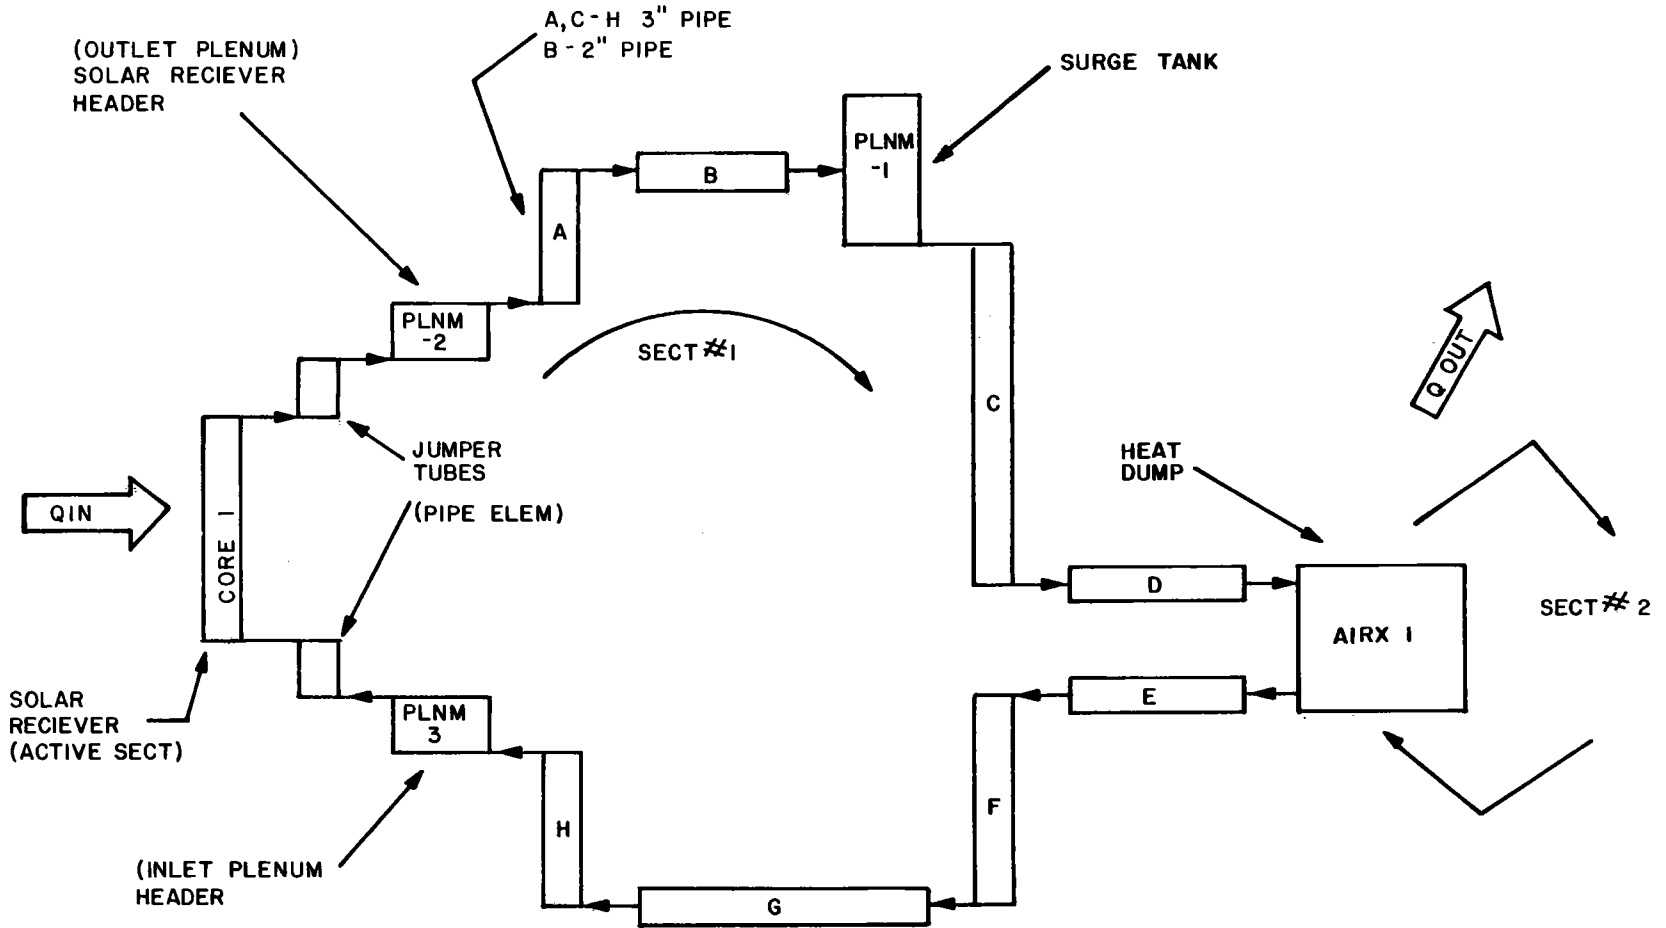 A,C-H 3" PIPE
B-2" PIPE
(OUTLET PLENUM)
SOLAR RECIEVER
HEADER
SURGE TANK
PLNM
-1
B
A
PLNM
-2
SECT #1
Q OUT
C
JUMPER
TUBES
(PIPE ELEM)
HEAT
DUMP
QIN
CORE 1
D
SECT # 2
AIRX 1
E
SOLAR
RECIEVER
(ACTIVE SECT)
PLNM
3
F
H
(INLET PLENUM
HEADER
G